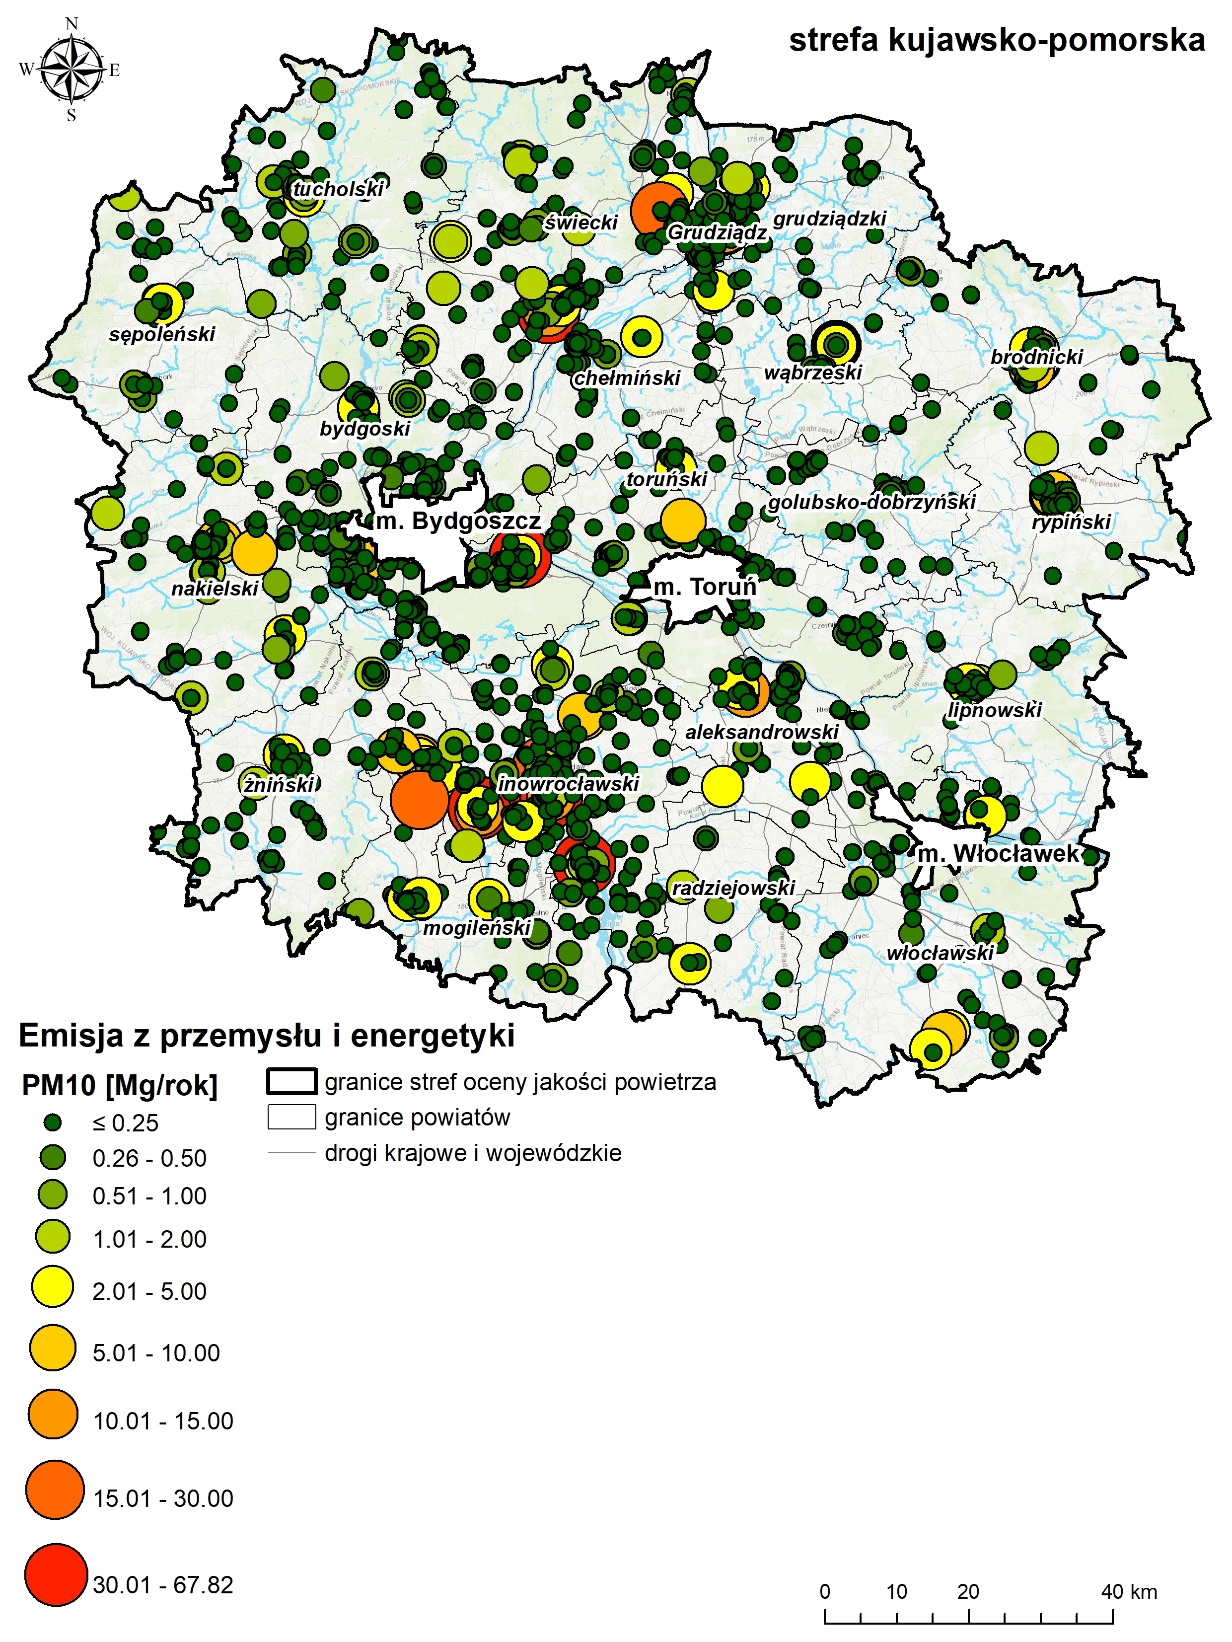 strefa kujawsko-pomorska
N
W E
S
tucholski
świecki
grudziądzki
Grudziądz
sępoleński
brodnicki
chełmiński
wąbrzeski
bydgoski
toruński
golubsko-dobrzyński
rypiński
m. Bydgoszcz
nakielski
m. Toruń
lipnowski
aleksandrowski
żniński
inowrocławski
m. Włocławek
radziejowski
mogileński
włocławski
Emisja z przemysłu i energetyki
PM10 [Mg/rok]
≤ 0.25
0.26 - 0.50
0.51 - 1.00
1.01 - 2.00
2.01 - 5.00
5.01 - 10.00
10.01 - 15.00
15.01 - 30.00
30.01 - 67.82
granice stref oceny jakości powietrza
granice powiatów
drogi krajowe i wojewódzkie
0 10 20 40 km